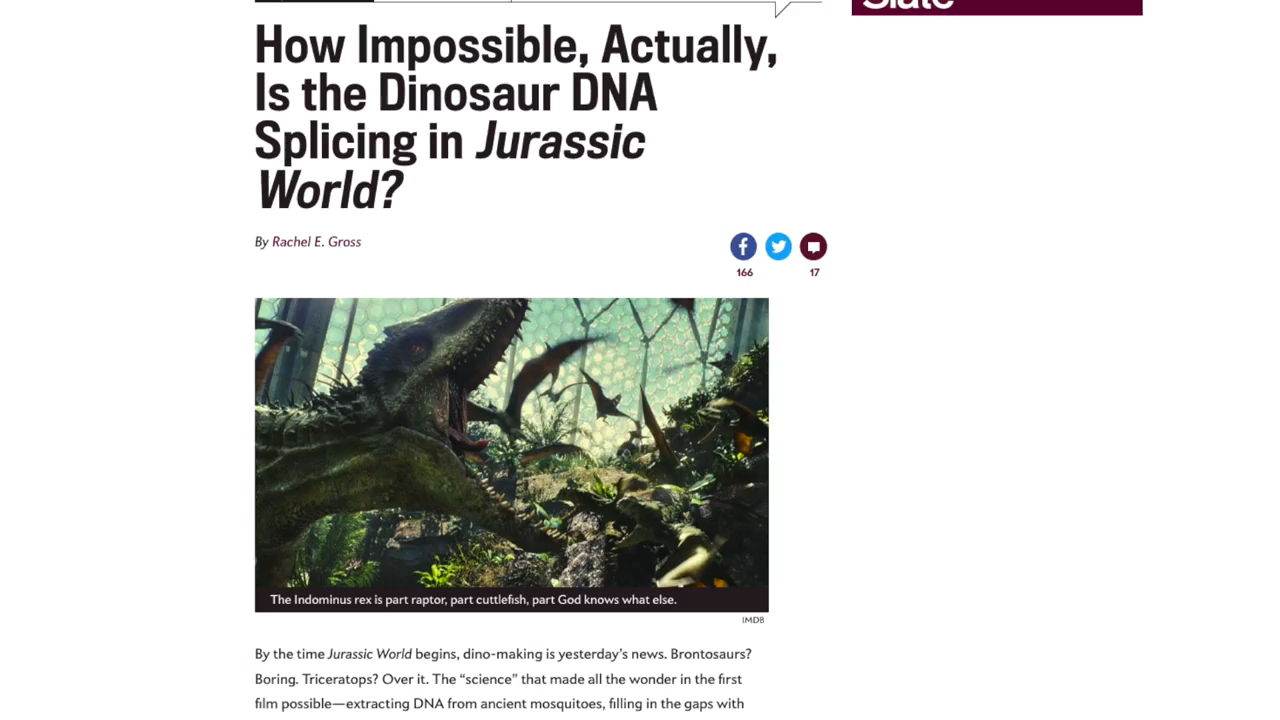 Slate
How Impossible, Actually,
Is the Dinosaur DNA
Splicing in Jurassic
World?
By Rachel E. Gross
166
17
The Indominus rex is part raptor, part cuttlefish, part God knows what else.
IMDB
By the time Jurassic World begins, dino-making is yesterday's news. Brontosaurs?
Boring. Triceratops? Over it. The “science” that made all the wonder in the first
film possible—extracting DNA from ancient mosquitoes, filling in the gaps with